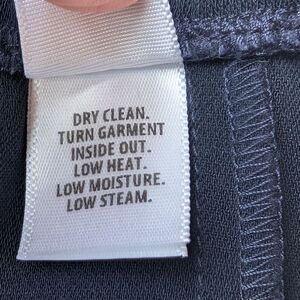 DRY CLEAN.
TURN GARMENT
INSIDE OUT.
LOW HEAT.
LOW MOISTURE.
LOW STEAM.